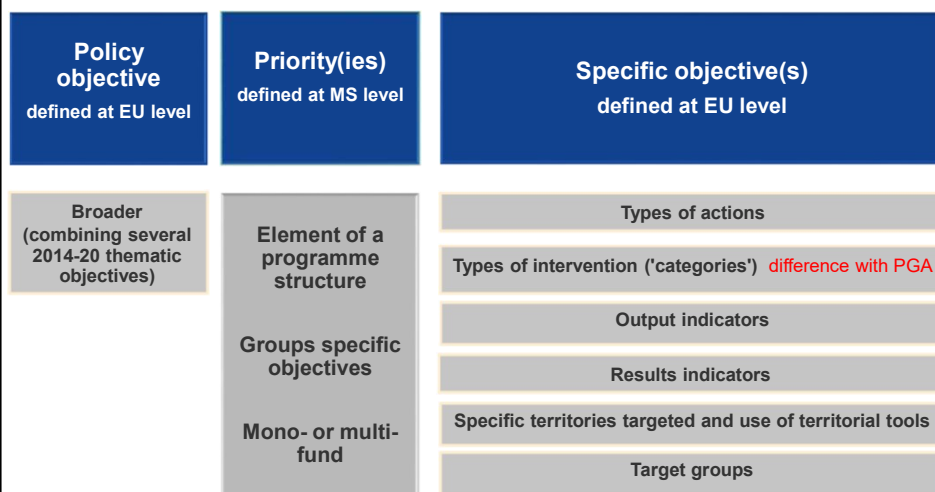 Policy
objective
defined at EU level
Priority(ies)
defined at MS level
Specific objective(s)
defined at EU level
Broader
(combining several
2014-20 thematic
objectives)
Element of a
programme
structure
Groups specific
objectives
Mono- or multi-
fund
Types of actions
Types of intervention ('categories') difference with PGA
Output indicators
Results indicators
Specific territories targeted and use of territorial tools
Target groups